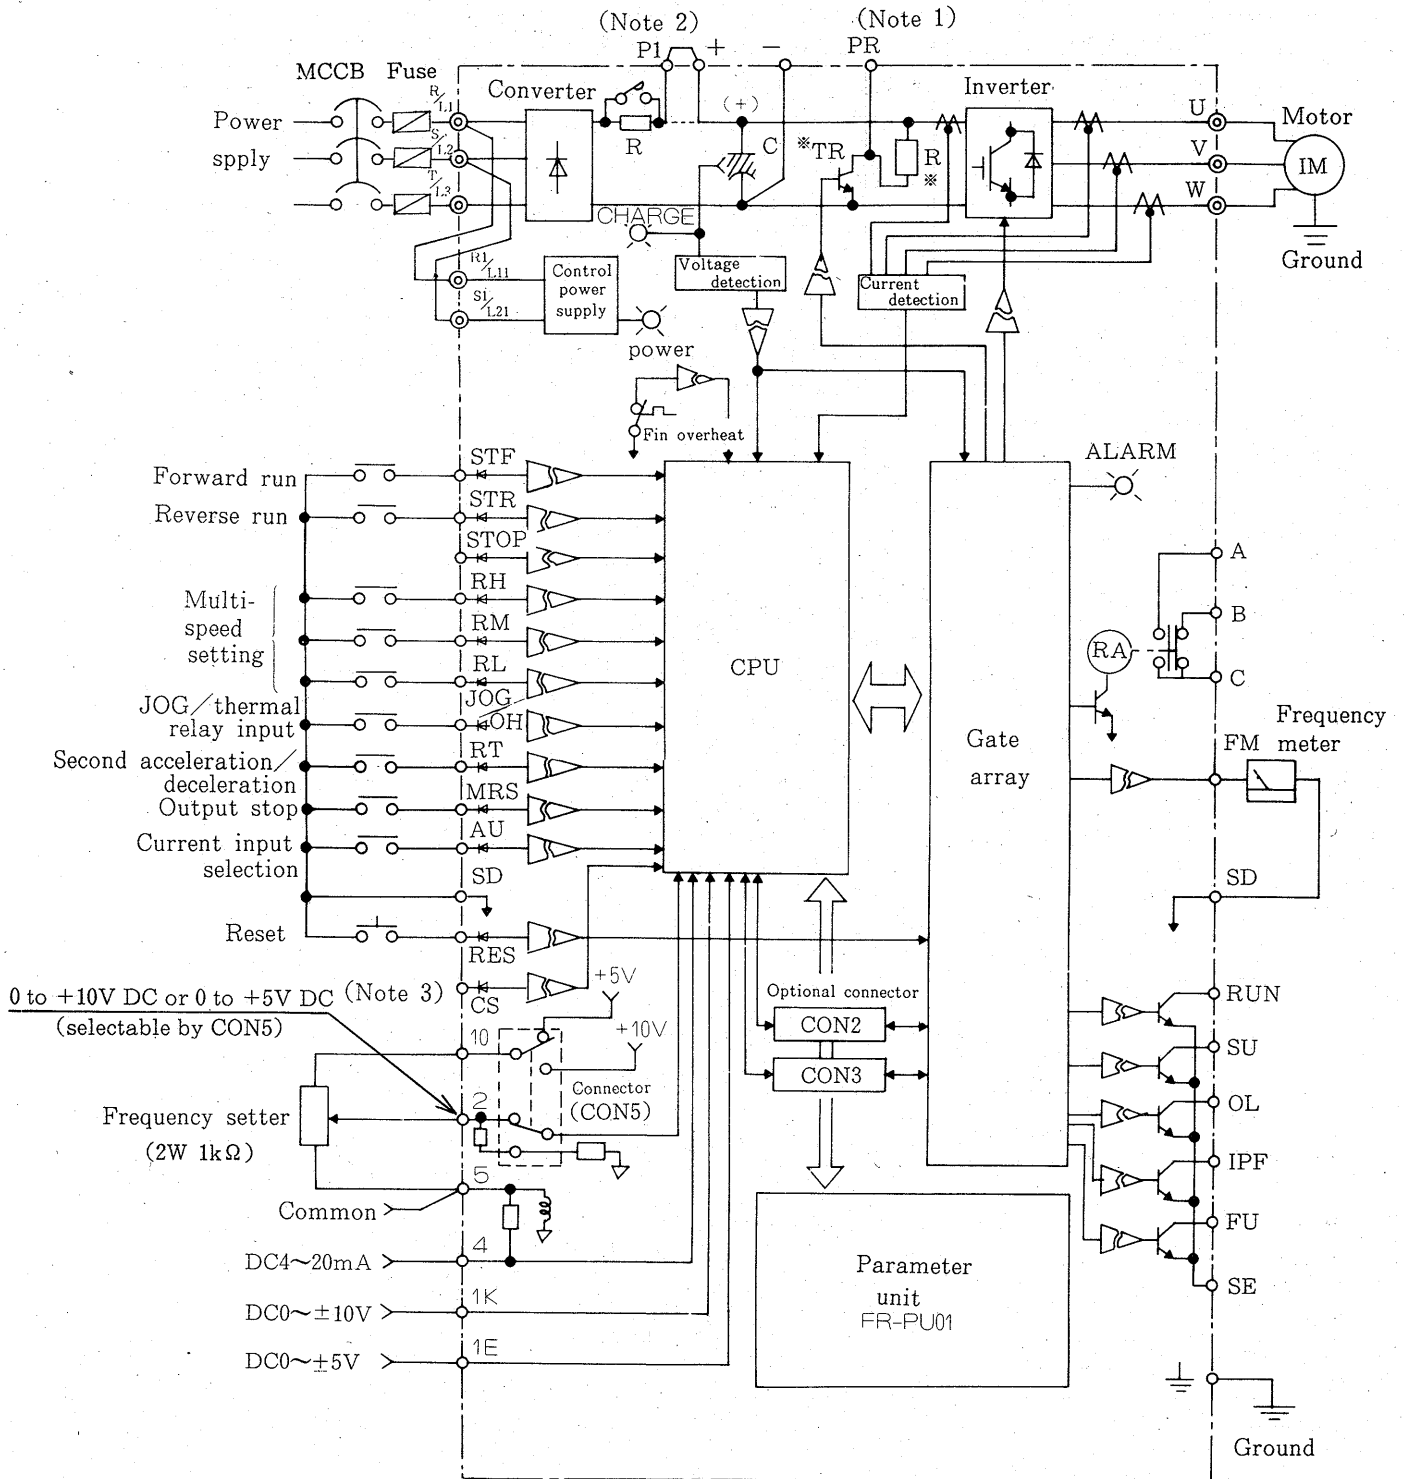 (Note 2)
(Note 1)
P1 + − PR
MCCB Fuse
R/L1
Converter
(+)
Inverter
U
Motor
Power
S/L2
R
C
※TR
R
※
V
IM
spply
T/L3
W
CHARGE
Ground
R1/L11
Control
power
supply
Voltage
detection
Current
detection
Si/L21
power
Fin overheat
STF
Forward run
ALARM
STR
Reverse run
STOP
A
RH
Multi-
speed
setting
B
RM
RA
CPU
RL
C
JOG/thermal
relay input
JOG
OH
Frequency
meter
Gate
array
FM
RT
Second acceleration/
deceleration
MRS
Output stop
AU
Current input
selection
SD
SD
Reset
RES
0 to +10V DC or 0 to +5V DC (Note 3)
(selectable by CON5)
CS
+5V
Optional connector
RUN
10
+10V
CON2
SU
CON3
Connector
(CON5)
2
Frequency setter
(2W 1kΩ)
OL
IPF
5
Common
FU
4
DC4~20mA
Parameter
unit
FR-PU01
SE
1K
DC0~±10V
1E
DC0~±5V
Ground